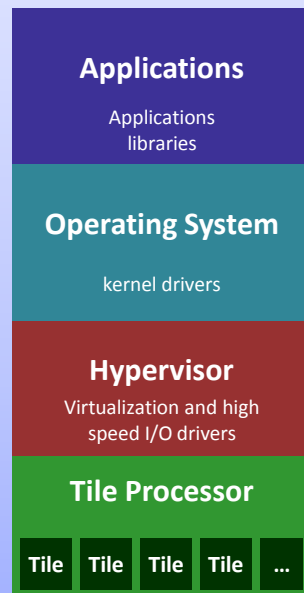 Applications
Applications
libraries
Operating System
kernel drivers
Hypervisor
Virtualization and high
speed I/O drivers
Tile Processor
Tile Tile Tile Tile ...